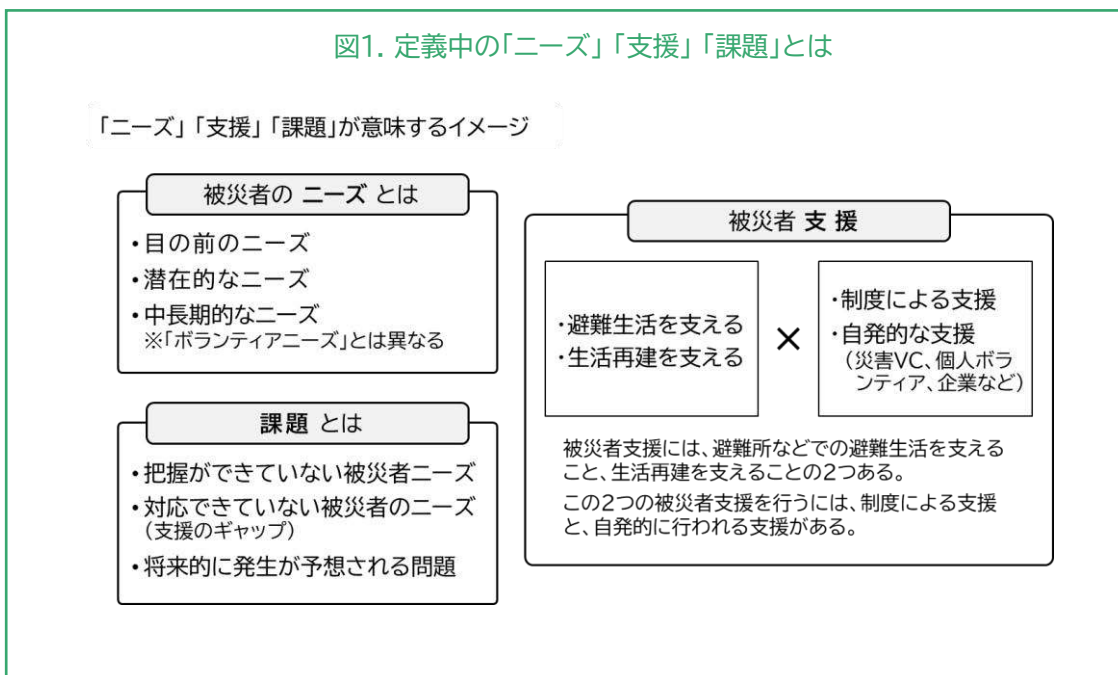 図1. 定義中の「ニーズ」「支援」「課題」とは
「ニーズ」「支援」「課題」が意味するイメージ
被災者の ニーズ とは
・目の前のニーズ
・潜在的なニーズ
・中長期的なニーズ
※「ボランティアニーズ」とは異なる
課題 とは
・把握ができていない被災者ニーズ
・対応できていない被災者のニーズ
（支援のギャップ）
・将来的に発生が予想される問題
被災者 支援
・避難生活を支える
・生活再建を支える
×
・制度による支援
・自発的な支援
（災害VC、個人ボラ
ンティア、企業など）
被災者支援には、避難所などでの避難生活を支える
こと、生活再建を支えることの2つある。
この2つの被災者支援を行うには、制度による支援
と、自発的に行われる支援がある。